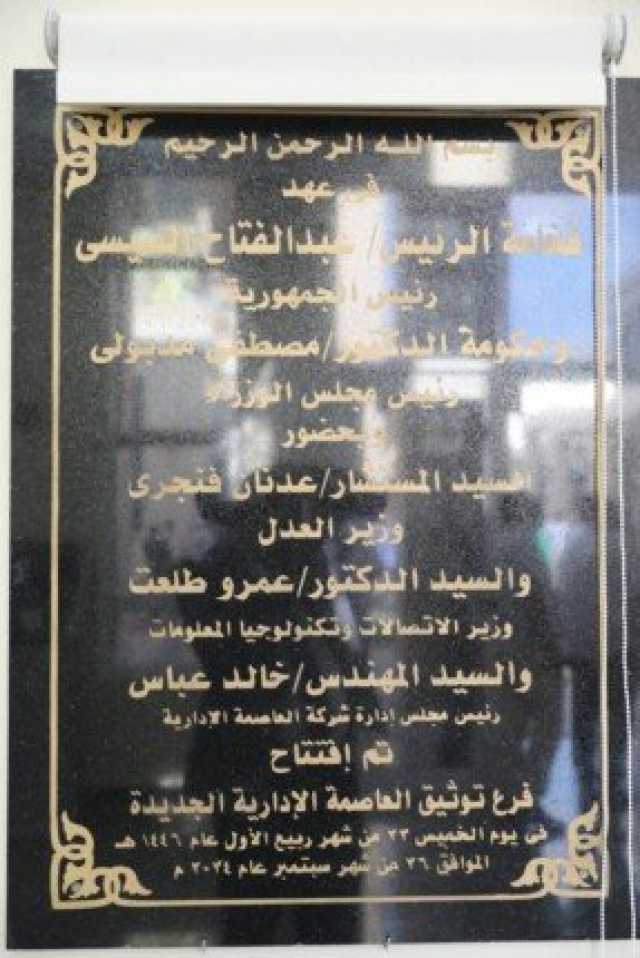 بسم الله الرحمن الرحيم
فى عهد
فخامة الرئيس/ عبدالفتاح السيسى
رئيس الجمهورية
وحكومة الدكتور/مصطفى مدبولى
رئيس مجلس الوزراء
وبحضور
السيد المستشار/عدنان فنجرى
وزير العدل
والسيد الدكتور/عمرو طلعت
وزير الاتصالات وتكنولوجيا المعلومات
والسيد المهندس/خالد عباس
رئيس مجلس إدارة شركة العاصمة الإدارية
تم إفتتاح
فرع توثيق العاصمة الإدارية الجديدة
فى يوم الخميس ٢٣ من شهر ربيع الأول عام ١٤٤٦ هـ
الموافق ٢٦ من شهر سبتمبر عام ٢٠٢٤ م